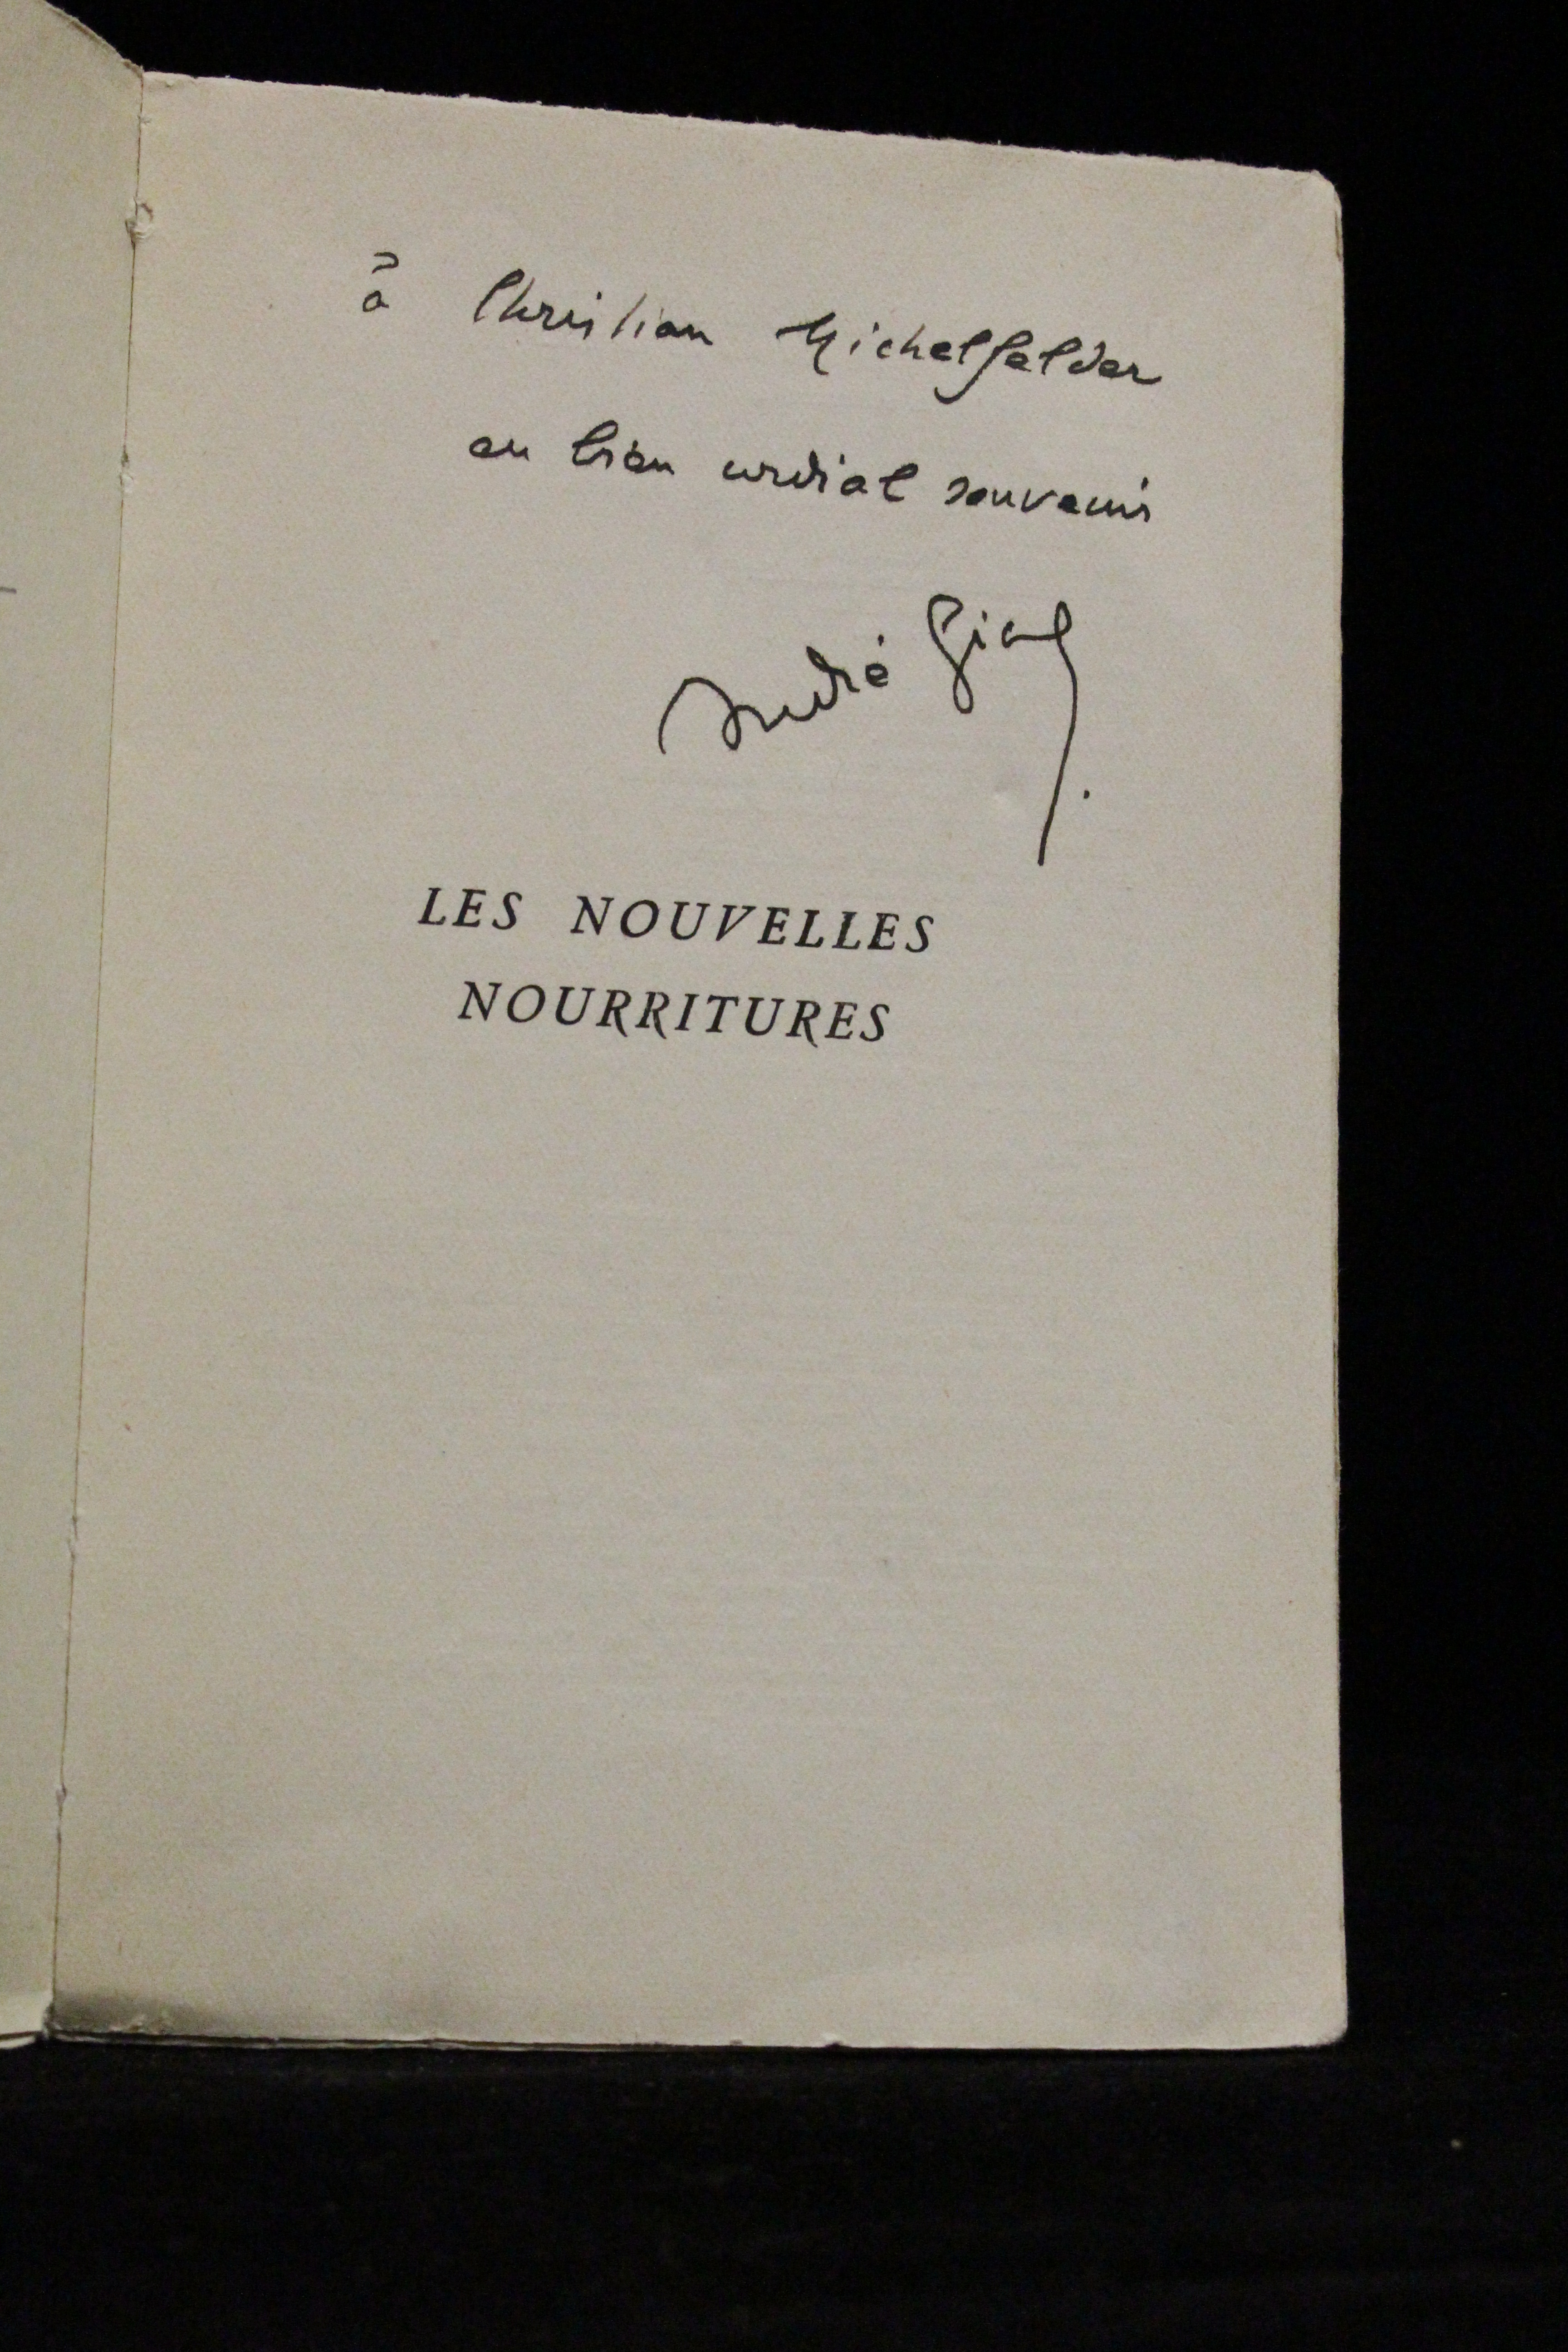 à Christian Michelfelder
en bien cordial souvenir
André Gide.
LES NOUVELLES
NOURRITURES